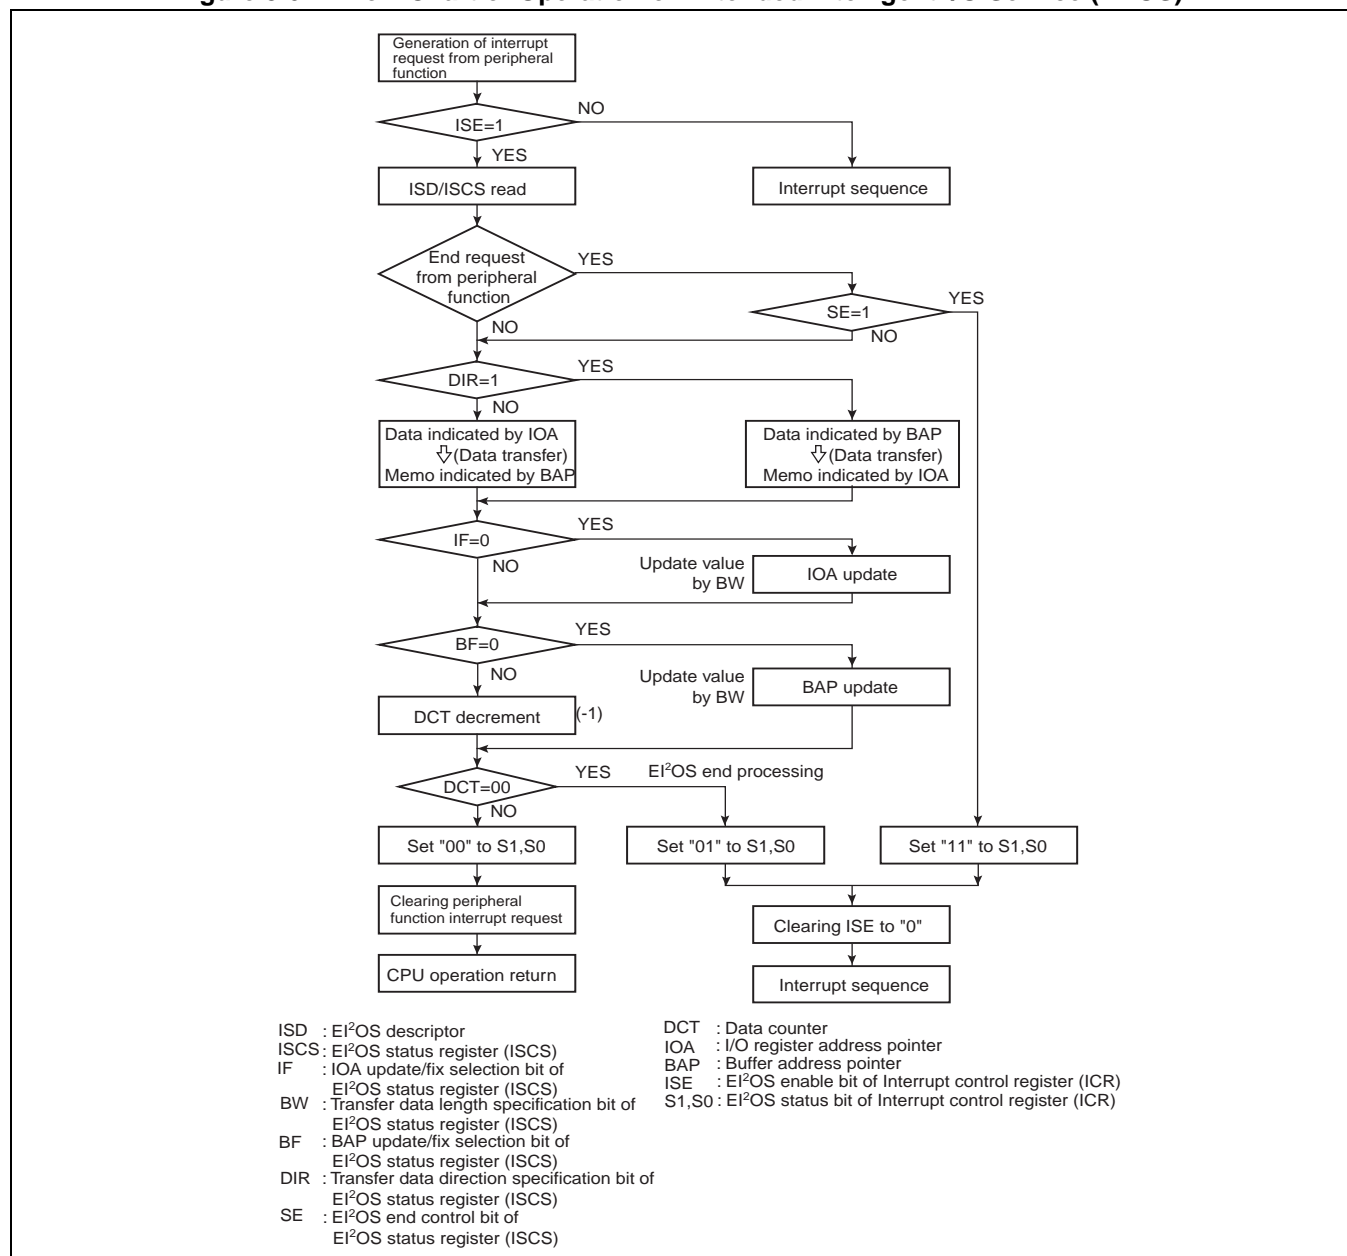 Generation of interrupt
request from peripheral
function
NO
ISE=1
YES
ISD/ISCS read
Interrupt sequence
End request
from peripheral
function
YES
YES
SE=1
NO
NO
YES
DIR=1
NO
Data indicated by IOA
(Data transfer)
Memo indicated by BAP
Data indicated by BAP
(Data transfer)
Memo indicated by IOA
YES
IF=0
NO
Update value
by BW
IOA update
YES
BF=0
NO
Update value
by BW
BAP update
DCT decrement
(-1)
YES
EI²OS end processing
DCT=00
NO
Set "00" to S1,S0
Set "01" to S1,S0
Set "11" to S1,S0
Clearing peripheral
function interrupt request
Clearing ISE to "0"
CPU operation return
Interrupt sequence
ISD : EI²OS descriptor
ISCS : EI²OS status register (ISCS)
IF : IOA update/fix selection bit of
EI²OS status register (ISCS)
BW : Transfer data length specification bit of
EI²OS status register (ISCS)
BF : BAP update/fix selection bit of
EI²OS status register (ISCS)
DIR : Transfer data direction specification bit of
EI²OS status register (ISCS)
SE : EI²OS end control bit of
EI²OS status register (ISCS)
DCT : Data counter
IOA : I/O register address pointer
BAP : Buffer address pointer
ISE : EI²OS enable bit of Interrupt control register (ICR)
S1,S0 : EI²OS status bit of Interrupt control register (ICR)